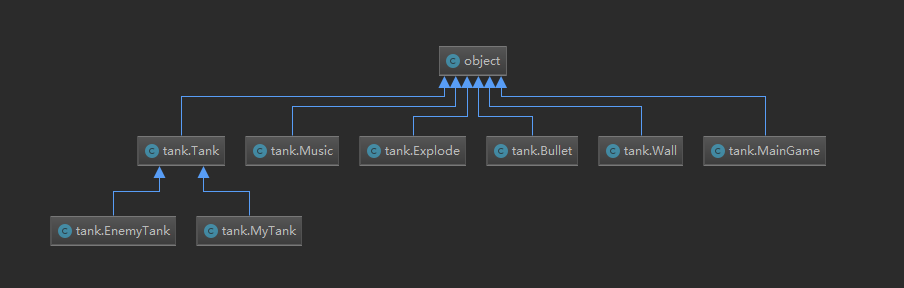 C object
C tank.Tank
C tank.Music
C tank.Explode
C tank.Bullet
C tank.Wall
C tank.MainGame
C tank.EnemyTank
C tank.MyTank